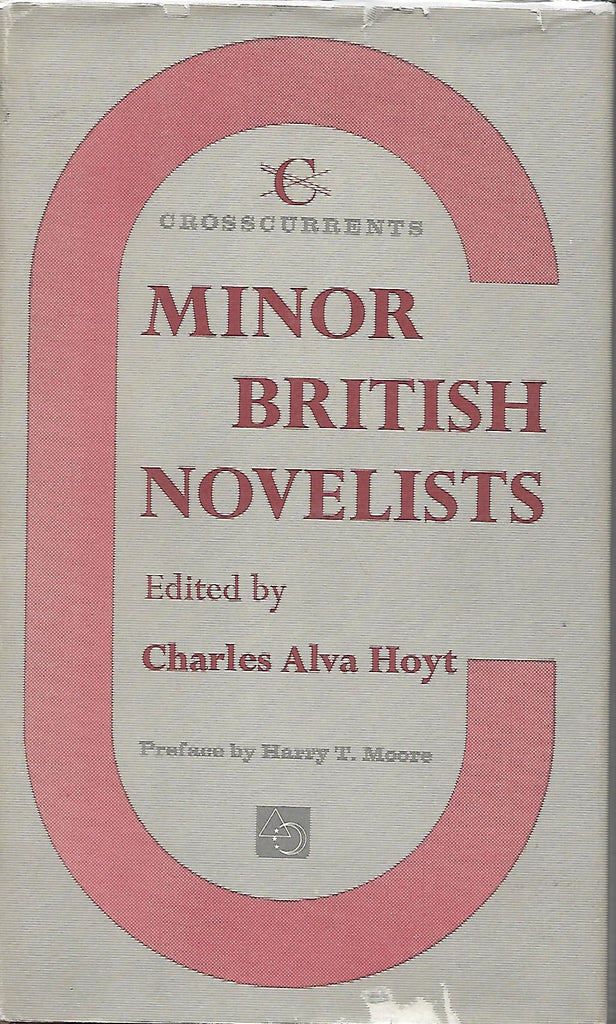 C
CROSSCURRENTS
MINOR
BRITISH
NOVELISTS
Edited by
Charles Alva Hoyt
Preface by Harry T. Moore